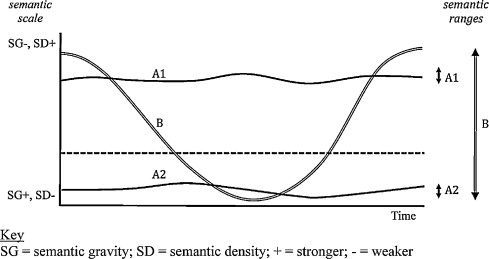 semantic
scale
semantic
ranges
SG-, SD+
A1
A1
B
B
A2
A2
SG+, SD-
Time
Key
SG = semantic gravity; SD = semantic density; + = stronger; - = weaker